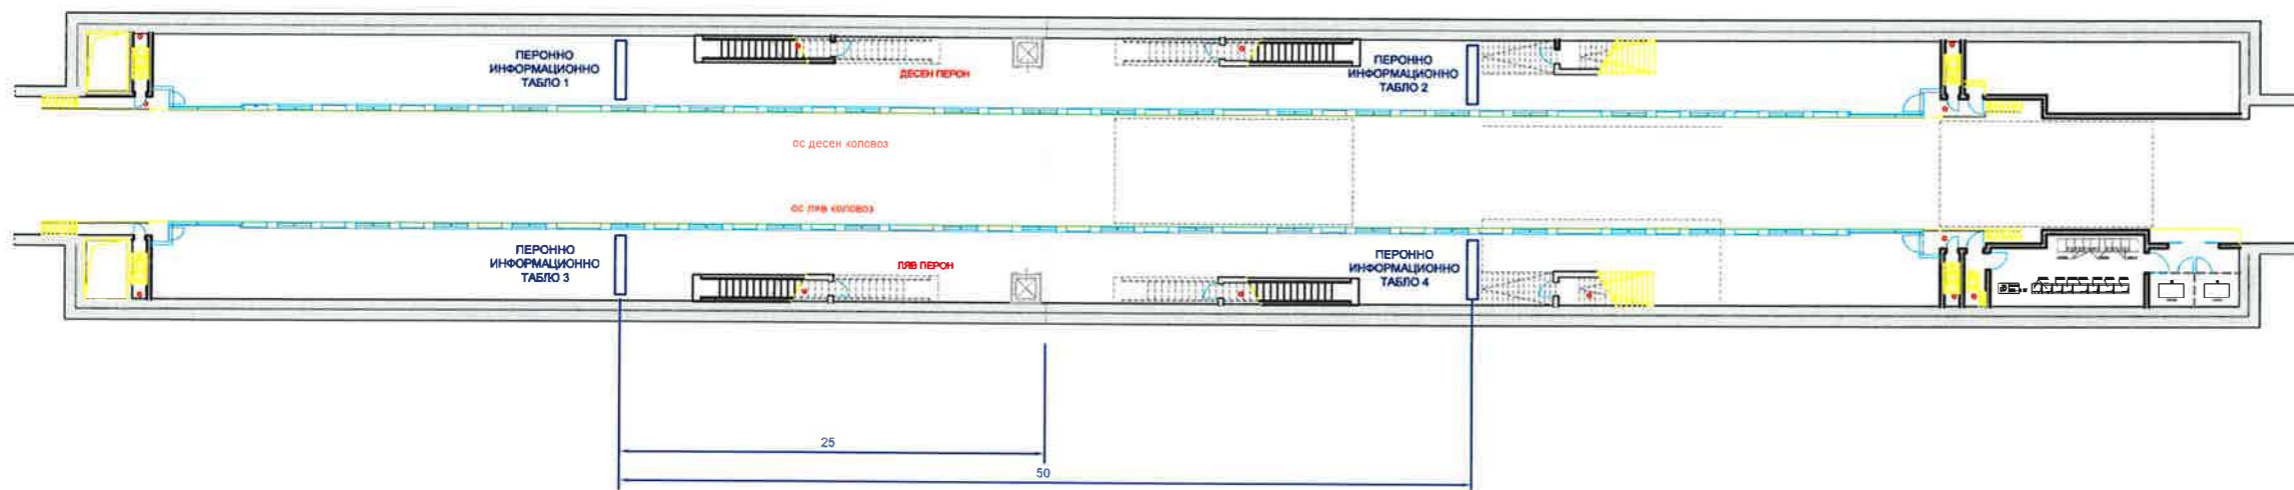 ПЕРОННО
ИНФОРМАЦИОННО
ТАБЛО 1
ДЕСЕН ПЕРОН
ПЕРОННО
ИНФОРМАЦИОННО
ТАБЛО 2
ос десен коловоз
ос ляв коловоз
ПЕРОННО
ИНФОРМАЦИОННО
ТАБЛО 3
ЛЯВ ПЕРОН
ПЕРОННО
ИНФОРМАЦИОННО
ТАБЛО 4
25
50